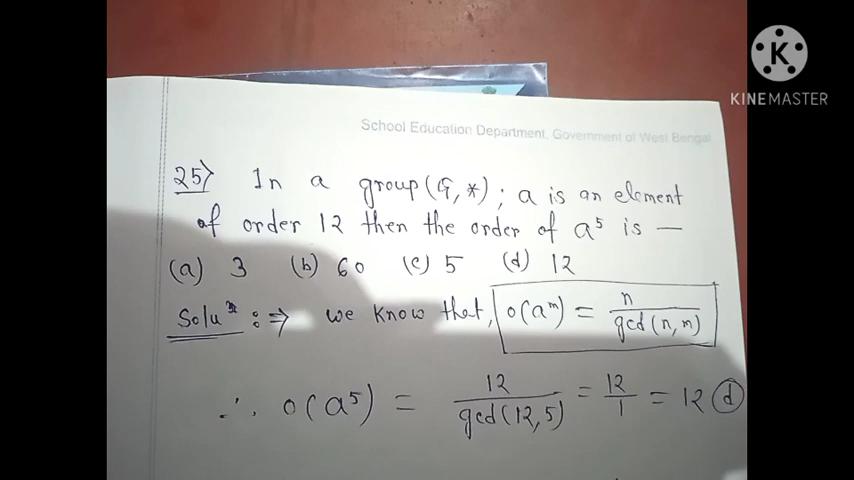 K
KINEMASTER
School Education Department, Government of West Bengal
25> In a group (G, *); a is an element
of order 12 then the order of a⁵ is —
(a) 3 (b) 60 (c) 5 (d) 12
Soluⁿ :⇒ we know that, o(aᵐ) = n / gcd(n, m)
∴ o(a⁵) = 12 / gcd(12, 5) = 12 / 1 = 12 (d)